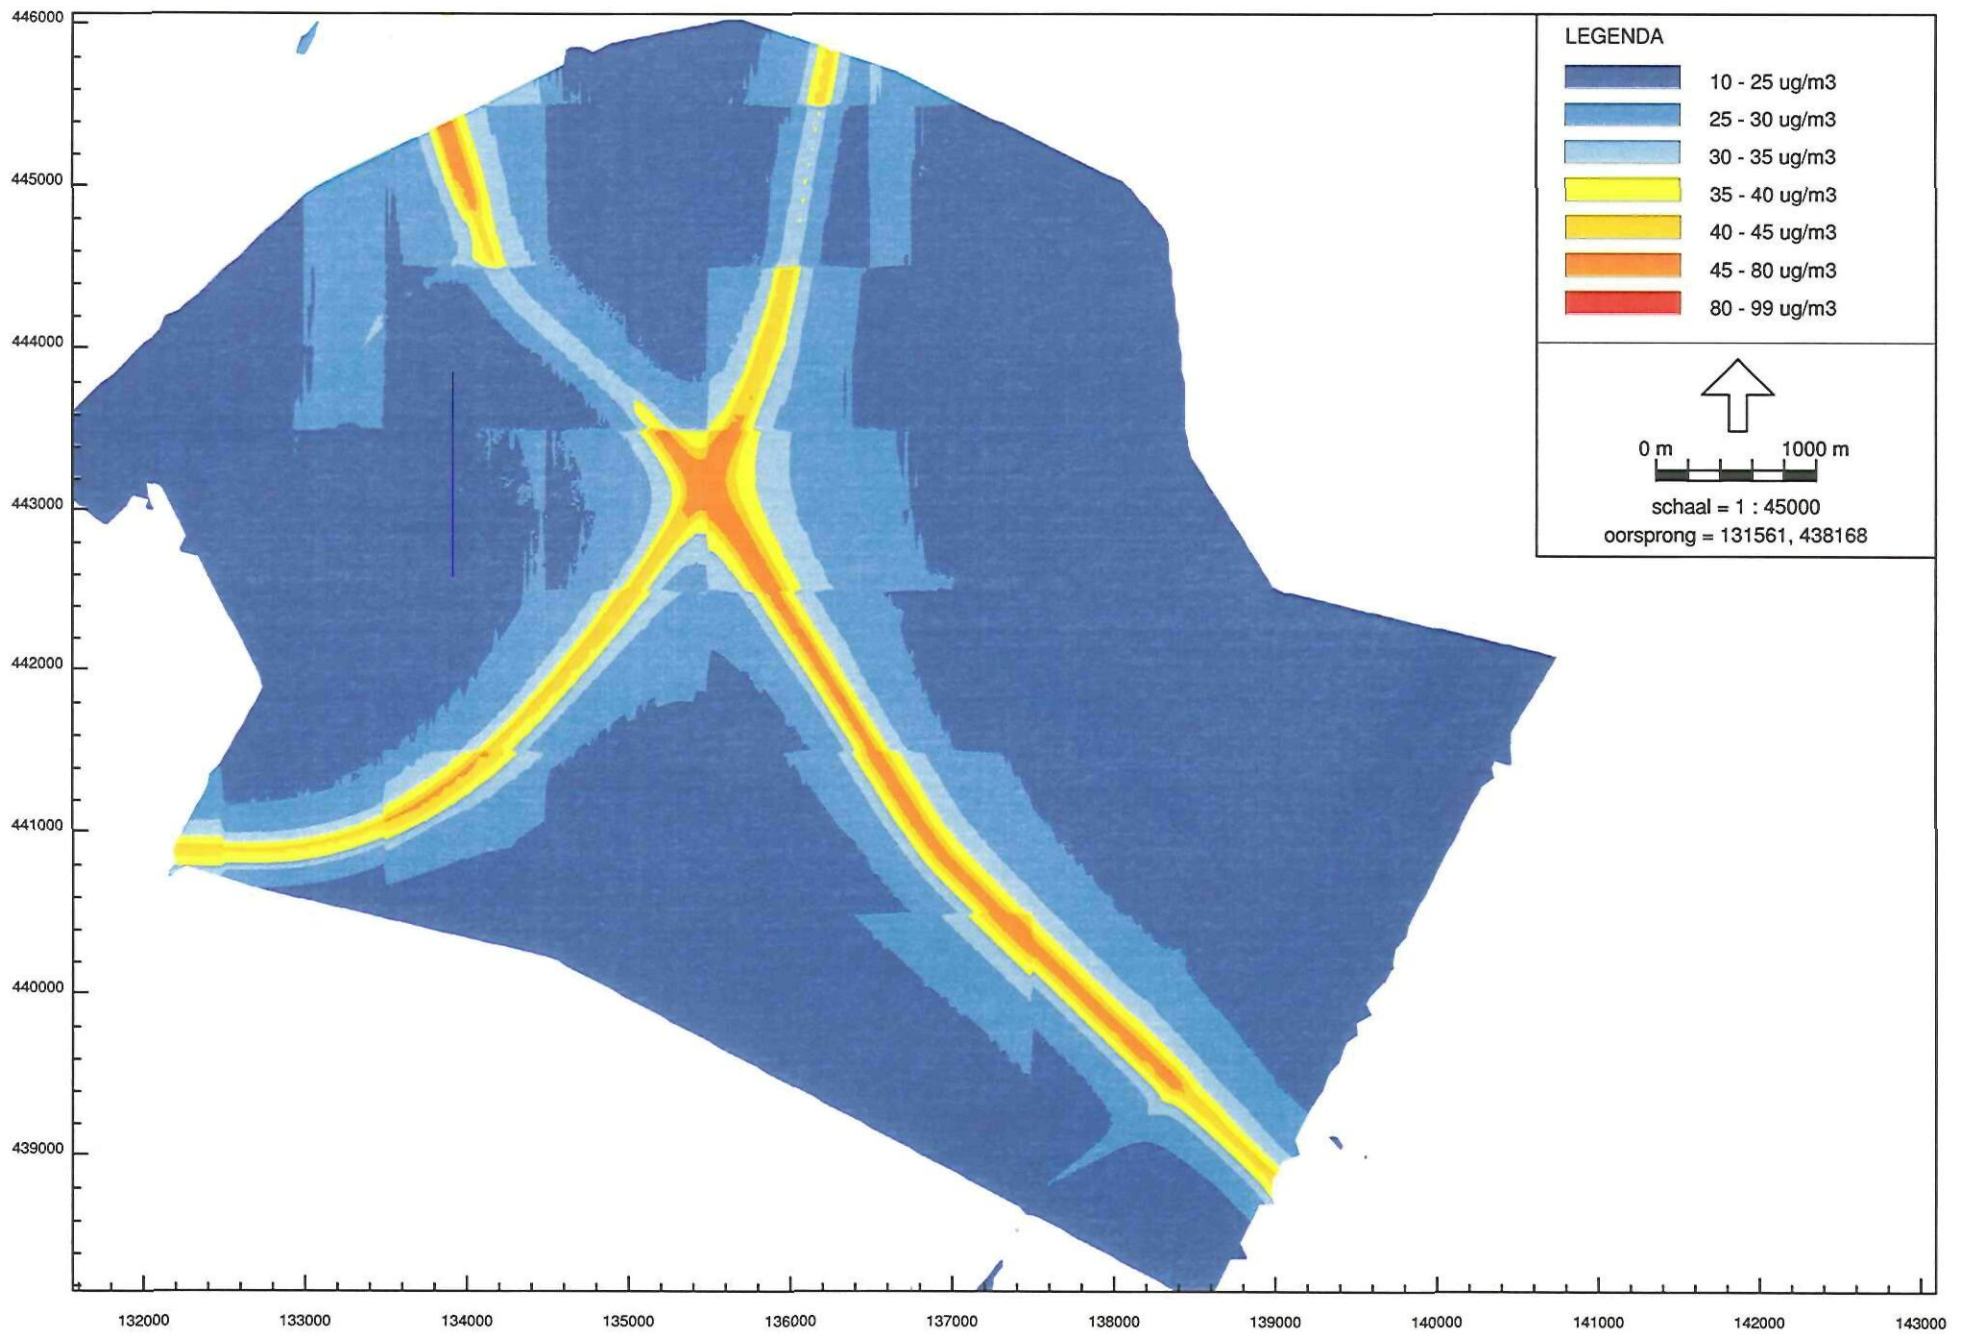 446000
445000
444000
443000
442000
441000
440000
439000
132000 133000 134000 135000 136000 137000 138000 139000 140000 141000 142000 143000
LEGENDA
10 - 25 ug/m3
25 - 30 ug/m3
30 - 35 ug/m3
35 - 40 ug/m3
40 - 45 ug/m3
45 - 80 ug/m3
80 - 99 ug/m3
0 m 1000 m
schaal = 1 : 45000
oorsprong = 131561, 438168